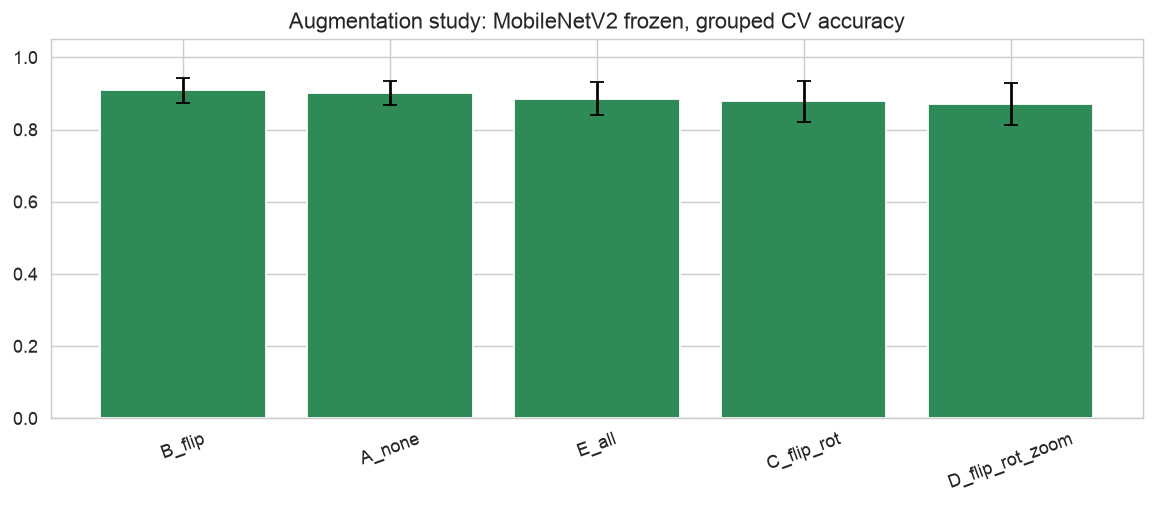 Augmentation study: MobileNetV2 frozen, grouped CV accuracy
1.0
0.8
0.6
0.4
0.2
0.0
B_flip
A_none
E_all
C_flip_rot
D_flip_rot_zoom